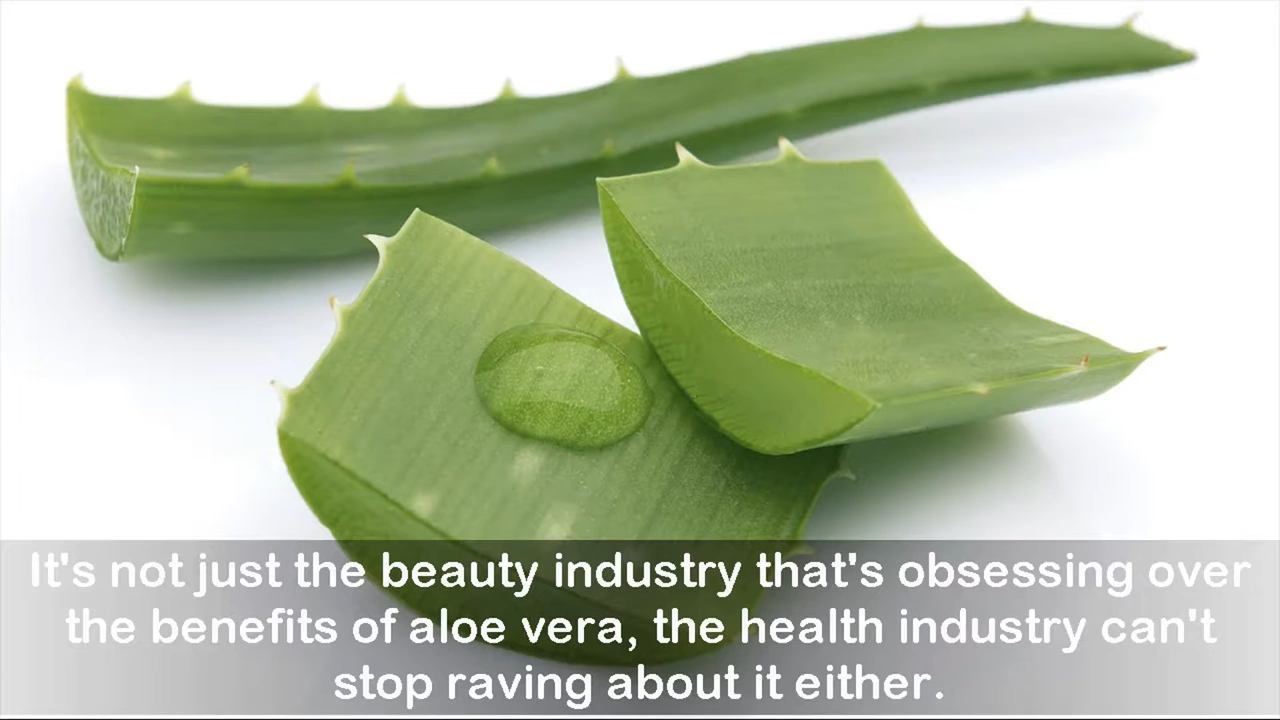 It's not just the beauty industry that's obsessing over
the benefits of aloe vera, the health industry can't
stop raving about it either.